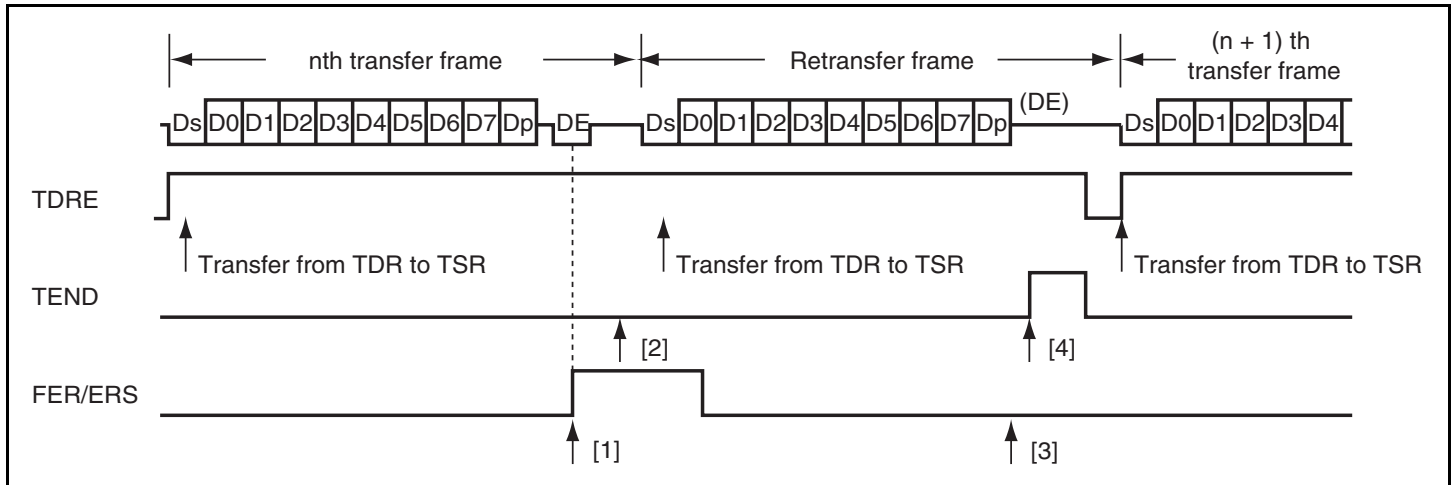 nth transfer frame
Retransfer frame
(n + 1) th
transfer frame
Ds D0 D1 D2 D3 D4 D5 D6 D7 Dp DE
Ds D0 D1 D2 D3 D4 D5 D6 D7 Dp (DE)
Ds D0 D1 D2 D3 D4
TDRE
Transfer from TDR to TSR
Transfer from TDR to TSR
Transfer from TDR to TSR
TEND
[2]
[4]
FER/ERS
[1]
[3]